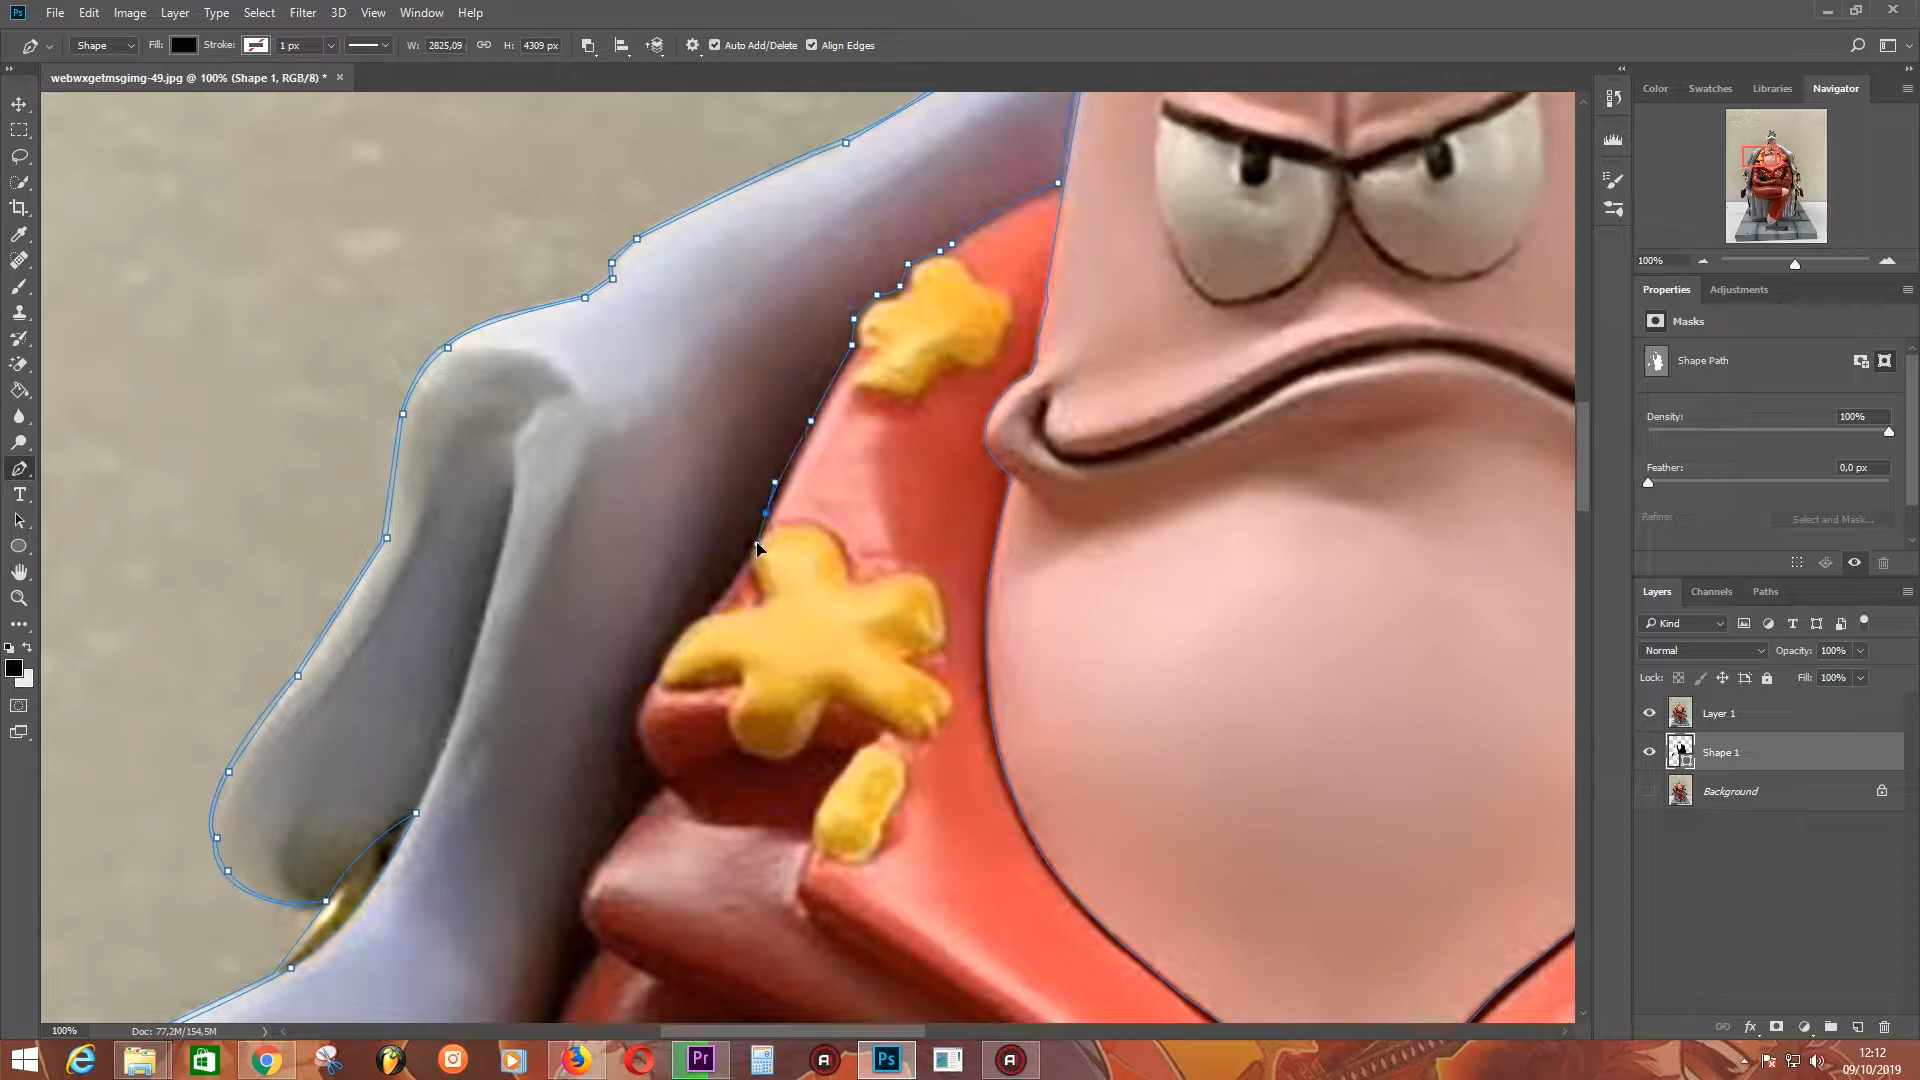 Ps File Edit Image Layer Type Select Filter 3D View Window Help
Shape Fill: Stroke: 1 px W: 2825,09 H: 4309 px Auto Add/Delete Align Edges
webwxgetmsgimg-49.jpg @ 100% (Shape 1, RGB/8) * ×
Color Swatches Libraries Navigator
100%
Properties Adjustments
Masks
Shape Path
Density: 100%
Feather: 0,0 px
Refine: Select and Mask...
Layers Channels Paths
Kind
Normal Opacity: 100%
Lock: Fill: 100%
Layer 1
Shape 1
Background
100% Doc: 77,2M/154,5M
Pr Ps
12:12
09/10/2019